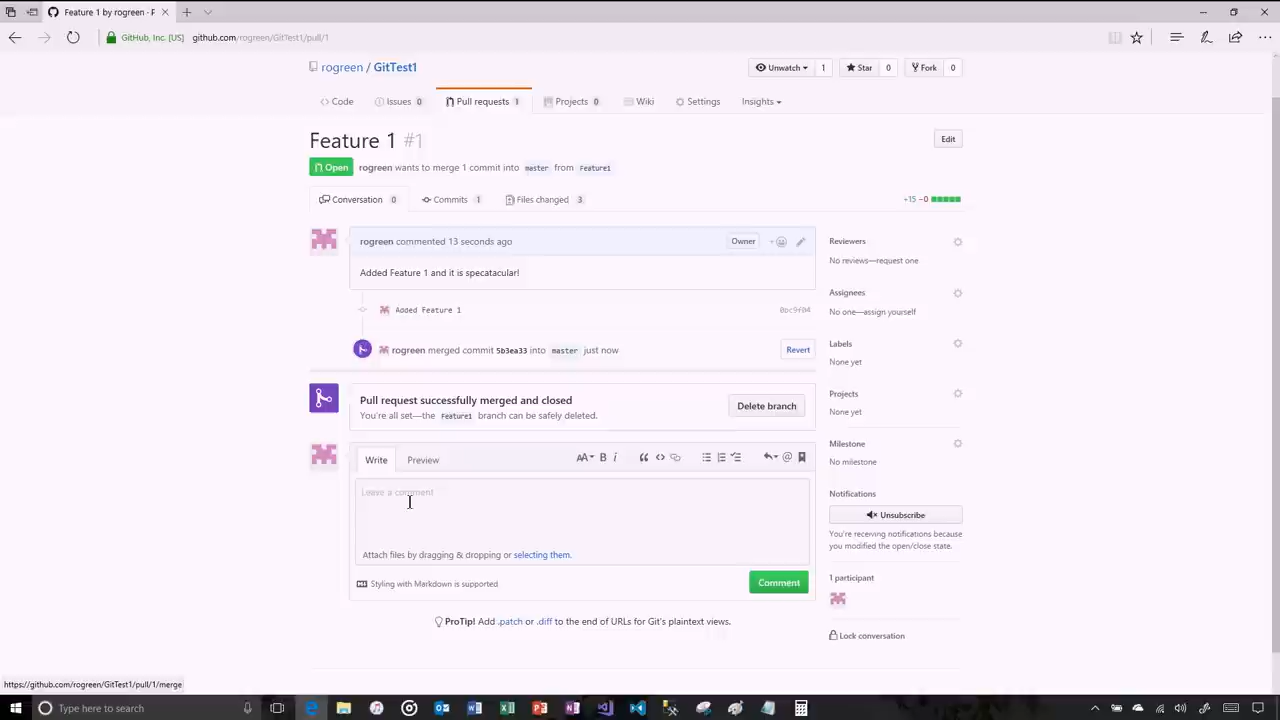 Feature 1 by rogreen - P
GitHub, Inc. [US] github.com/rogreen/GitTest1/pull/1
rogreen / GitTest1
Unwatch 1 Star 0 Fork 0
Code Issues 0 Pull requests 1 Projects 0 Wiki Settings Insights
Feature 1 #1
Edit
Open rogreen wants to merge 1 commit into master from Feature1
Conversation 0 Commits 1 Files changed 3
+15 −0
rogreen commented 13 seconds ago
Owner
Added Feature 1 and it is specatacular!
Added Feature 1
0bc9f04
rogreen merged commit 5b3ea33 into master just now
Revert
Pull request successfully merged and closed
You're all set—the Feature1 branch can be safely deleted.
Delete branch
Write Preview
AA B i
Leave a comment
Attach files by dragging & dropping or selecting them.
Styling with Markdown is supported
Comment
ProTip! Add .patch or .diff to the end of URLs for Git's plaintext views.
Reviewers
No reviews—request one
Assignees
No one—assign yourself
Labels
None yet
Projects
None yet
Milestone
No milestone
Notifications
Unsubscribe
You're receiving notifications because
you modified the open/close state.
1 participant
Lock conversation
https://github.com/rogreen/GitTest1/pull/1/merge
Type here to search